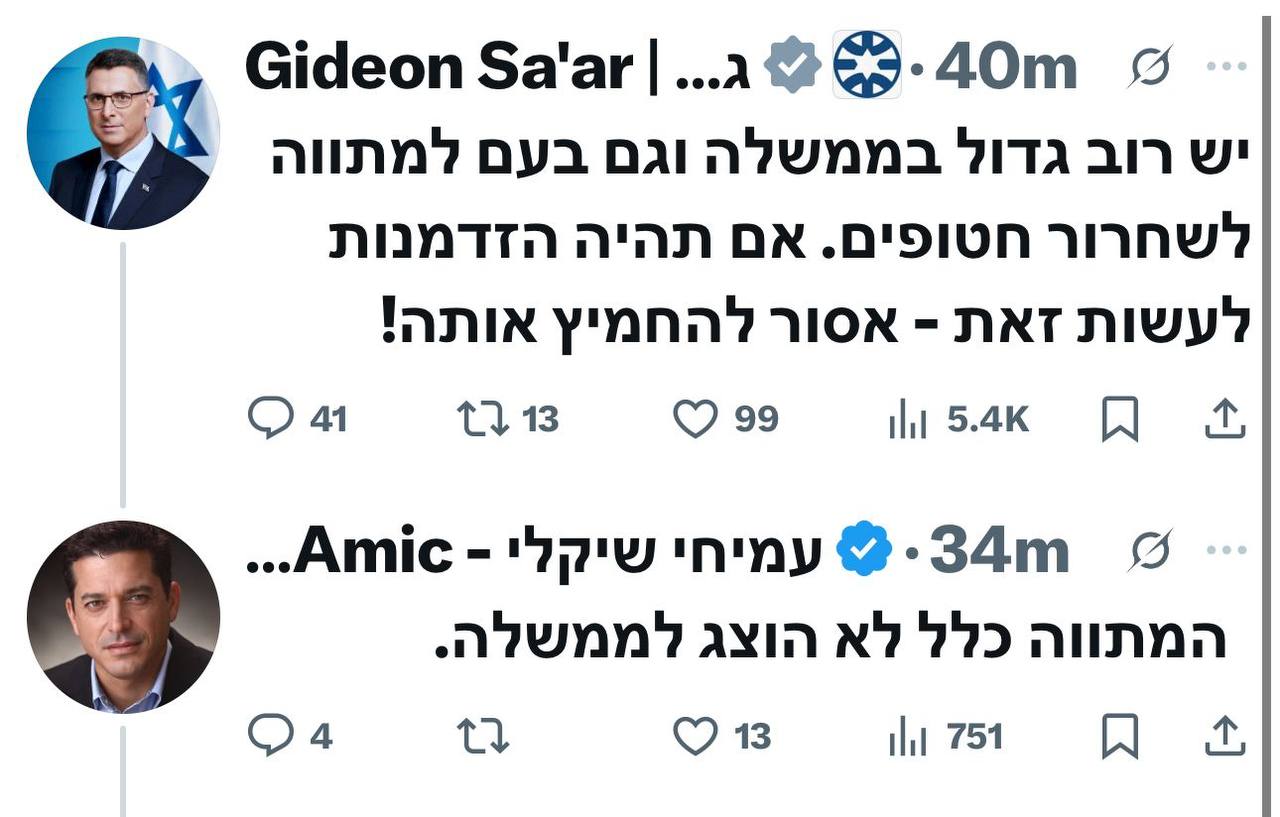 Gideon Sa'ar | ...ג · 40m
יש רוב גדול בממשלה וגם בעם למתווה
לשחרור חטופים. אם תהיה הזדמנות
לעשות זאת - אסור להחמיץ אותה!
41 13 99 5.4K
...Amic - עמיחי שיקלי · 34m
המתווה כלל לא הוצג לממשלה.
4 13 751